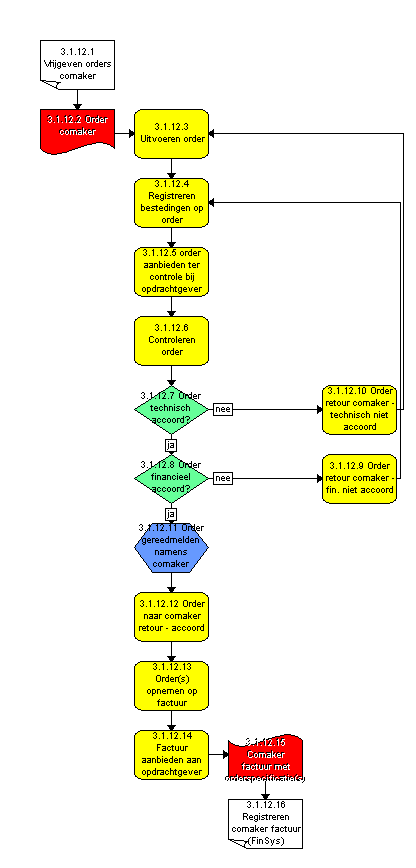 3.1.12.1
Vrijgeven orders
comaker
3.1.12.2 Order
comaker
3.1.12.3
Uitvoeren order
3.1.12.4
Registreren
bestedingen op
order
3.1.12.5 order
aanbieden ter
controle bij
opdrachtgever
3.1.12.6
Controleren
order
3.1.12.7 Order
technisch
accoord?
nee
3.1.12.10 Order
retour comaker -
technisch niet
accoord
ja
3.1.12.8 Order
financieel
accoord?
nee
3.1.12.9 Order
retour comaker -
fin. niet accoord
ja
3.1.12.11 Order
gereedmelden
namens
comaker
3.1.12.12 Order
naar comaker
retour - accoord
3.1.12.13
Order(s)
opnemen op
factuur
3.1.12.14
Factuur
aanbieden aan
opdrachtgever
3.1.12.15
Comaker
factuur met
orderspecificatie(s)
3.1.12.16
Registreren
comaker factuur
(FinSys)